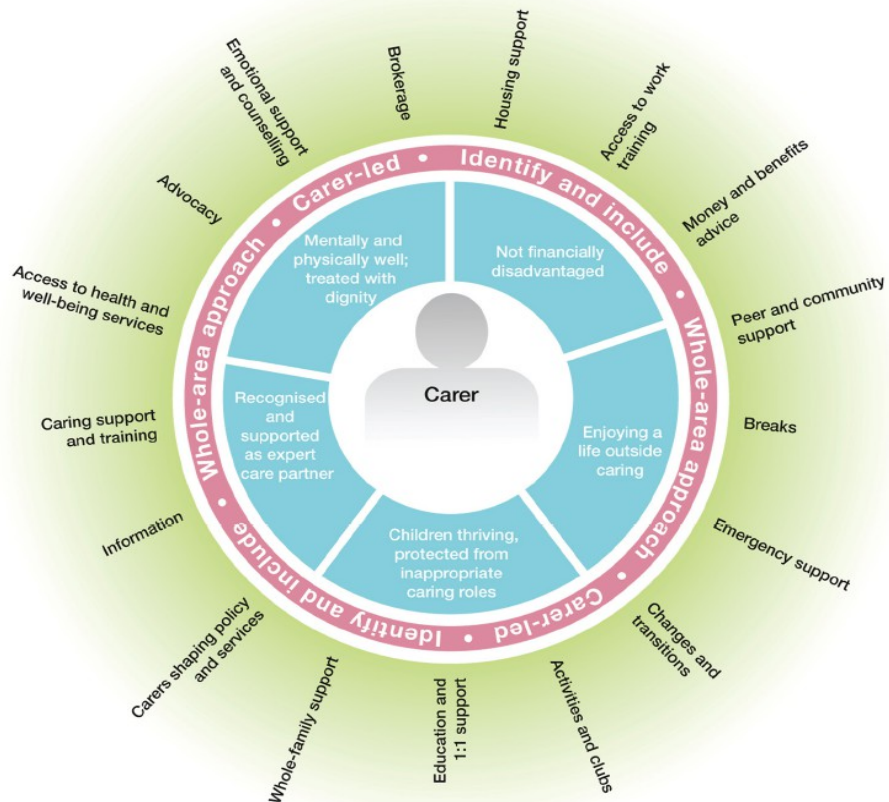 Emotional support
and counselling
Brokerage
Housing support
Access to work
training
Money and benefits
advice
Peer and community
support
Breaks
Emergency support
Changes and
transitions
Activities and clubs
Education and
1:1 support
Whole-family support
Carers shaping policy
and services
Information
Caring support
and training
Access to health and
well-being services
Advocacy
Carer-led • Identify and include • Whole-area approach • Carer-led • Identify and include • Whole-area approach •
Mentally and
physically well;
treated with
dignity
Not financially
disadvantaged
Enjoying a
life outside
caring
Children thriving,
protected from
inappropriate
caring roles
Recognised
and
supported
as expert
care partner
Carer